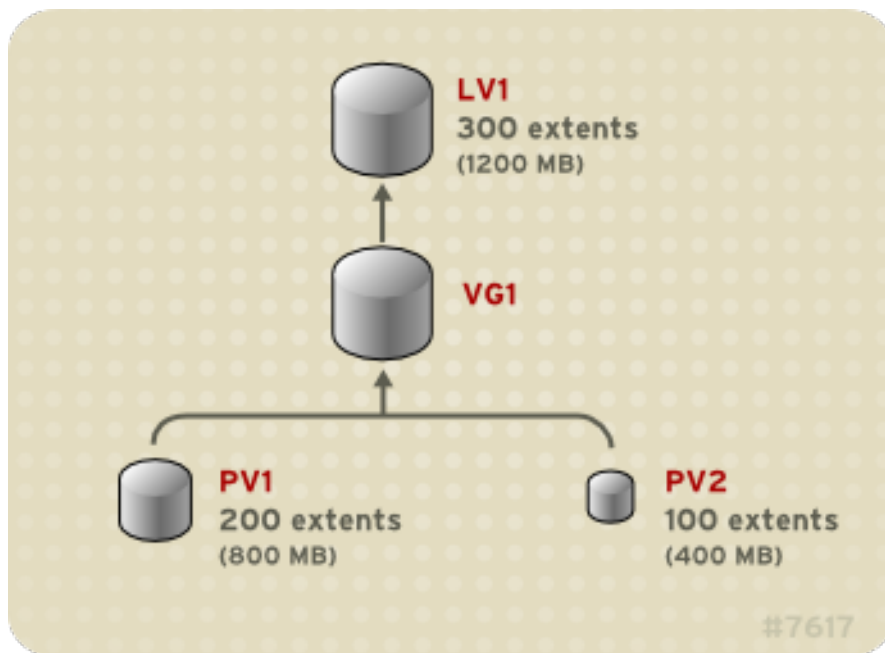 LV1
300 extents
(1200 MB)
VG1
PV1
200 extents
(800 MB)
PV2
100 extents
(400 MB)
#7617